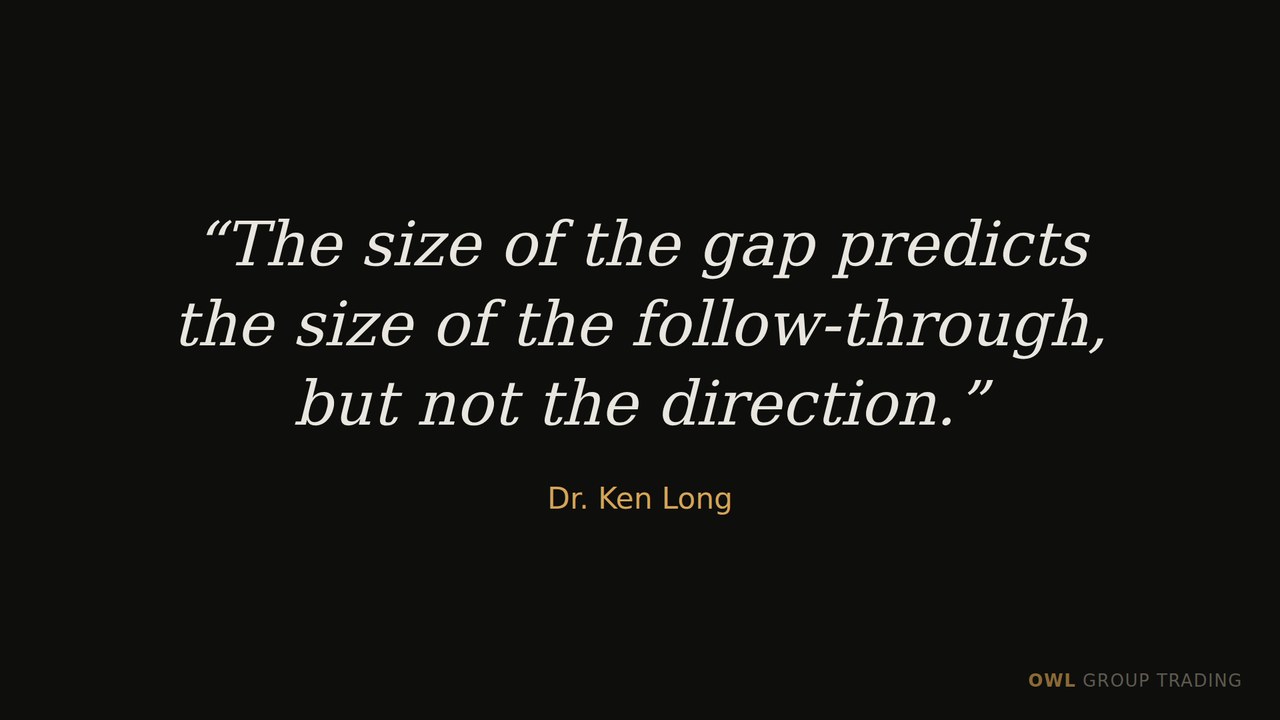 “The size of the gap predicts
the size of the follow-through,
but not the direction.”
Dr. Ken Long
OWL GROUP TRADING